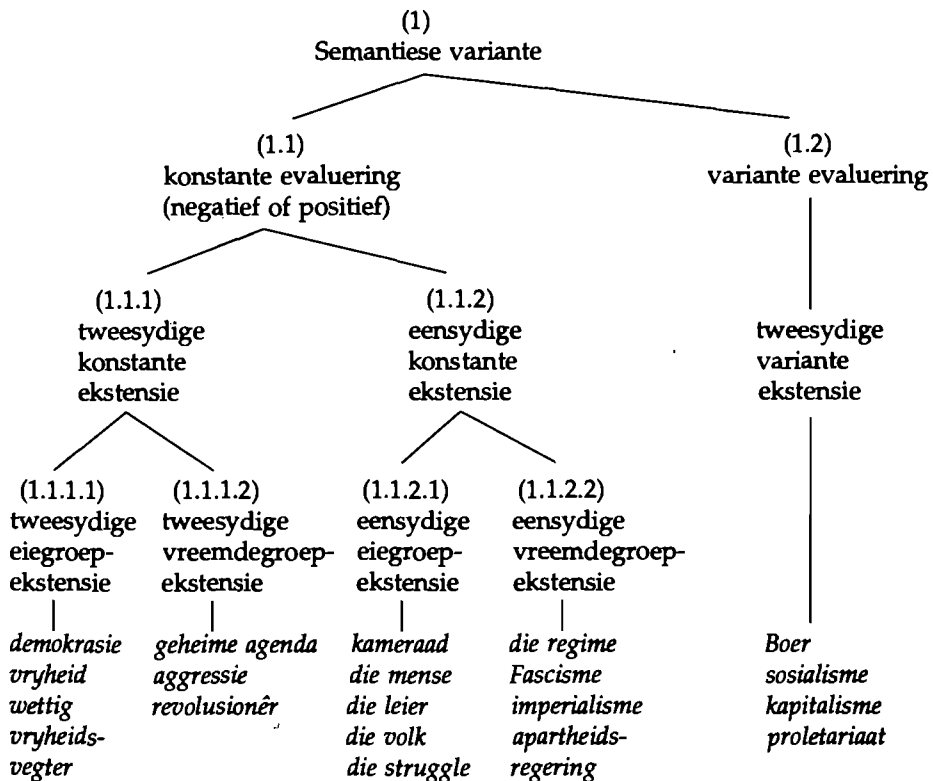 (1)
Semantiese variante
(1.1)
konstante evaluering
(negatief of positief)
(1.2)
variante evaluering
(1.1.1)
tweesydige
konstante
ekstensie
(1.1.2)
eensydige
konstante
ekstensie
tweesydige
variante
ekstensie
(1.1.1.1)
tweesydige
eiegroep-
ekstensie
(1.1.1.2)
tweesydige
vreemdegroep-
ekstensie
(1.1.2.1)
eensydige
eiegroep-
ekstensie
(1.1.2.2)
eensydige
vreemdegroep-
ekstensie
demokrasie
vryheid
wettig
vryheids-
vegter
geheime agenda
aggressie
revolusionêr
kameraad
die mense
die leier
die volk
die struggle
die regime
Fascisme
imperialisme
apartheids-
regering
Boer
sosialisme
kapitalisme
proletariaat